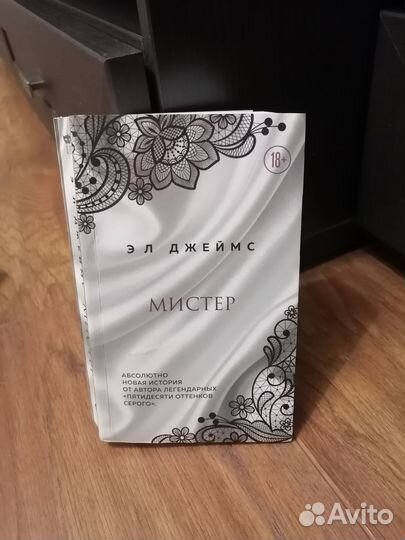 18+
ЭЛ ДЖЕЙМС
МИСТЕР
АБСОЛЮТНО
НОВАЯ ИСТОРИЯ
ОТ АВТОРА ЛЕГЕНДАРНЫХ
«ПЯТИДЕСЯТИ ОТТЕНКОВ
СЕРОГО».
Avito